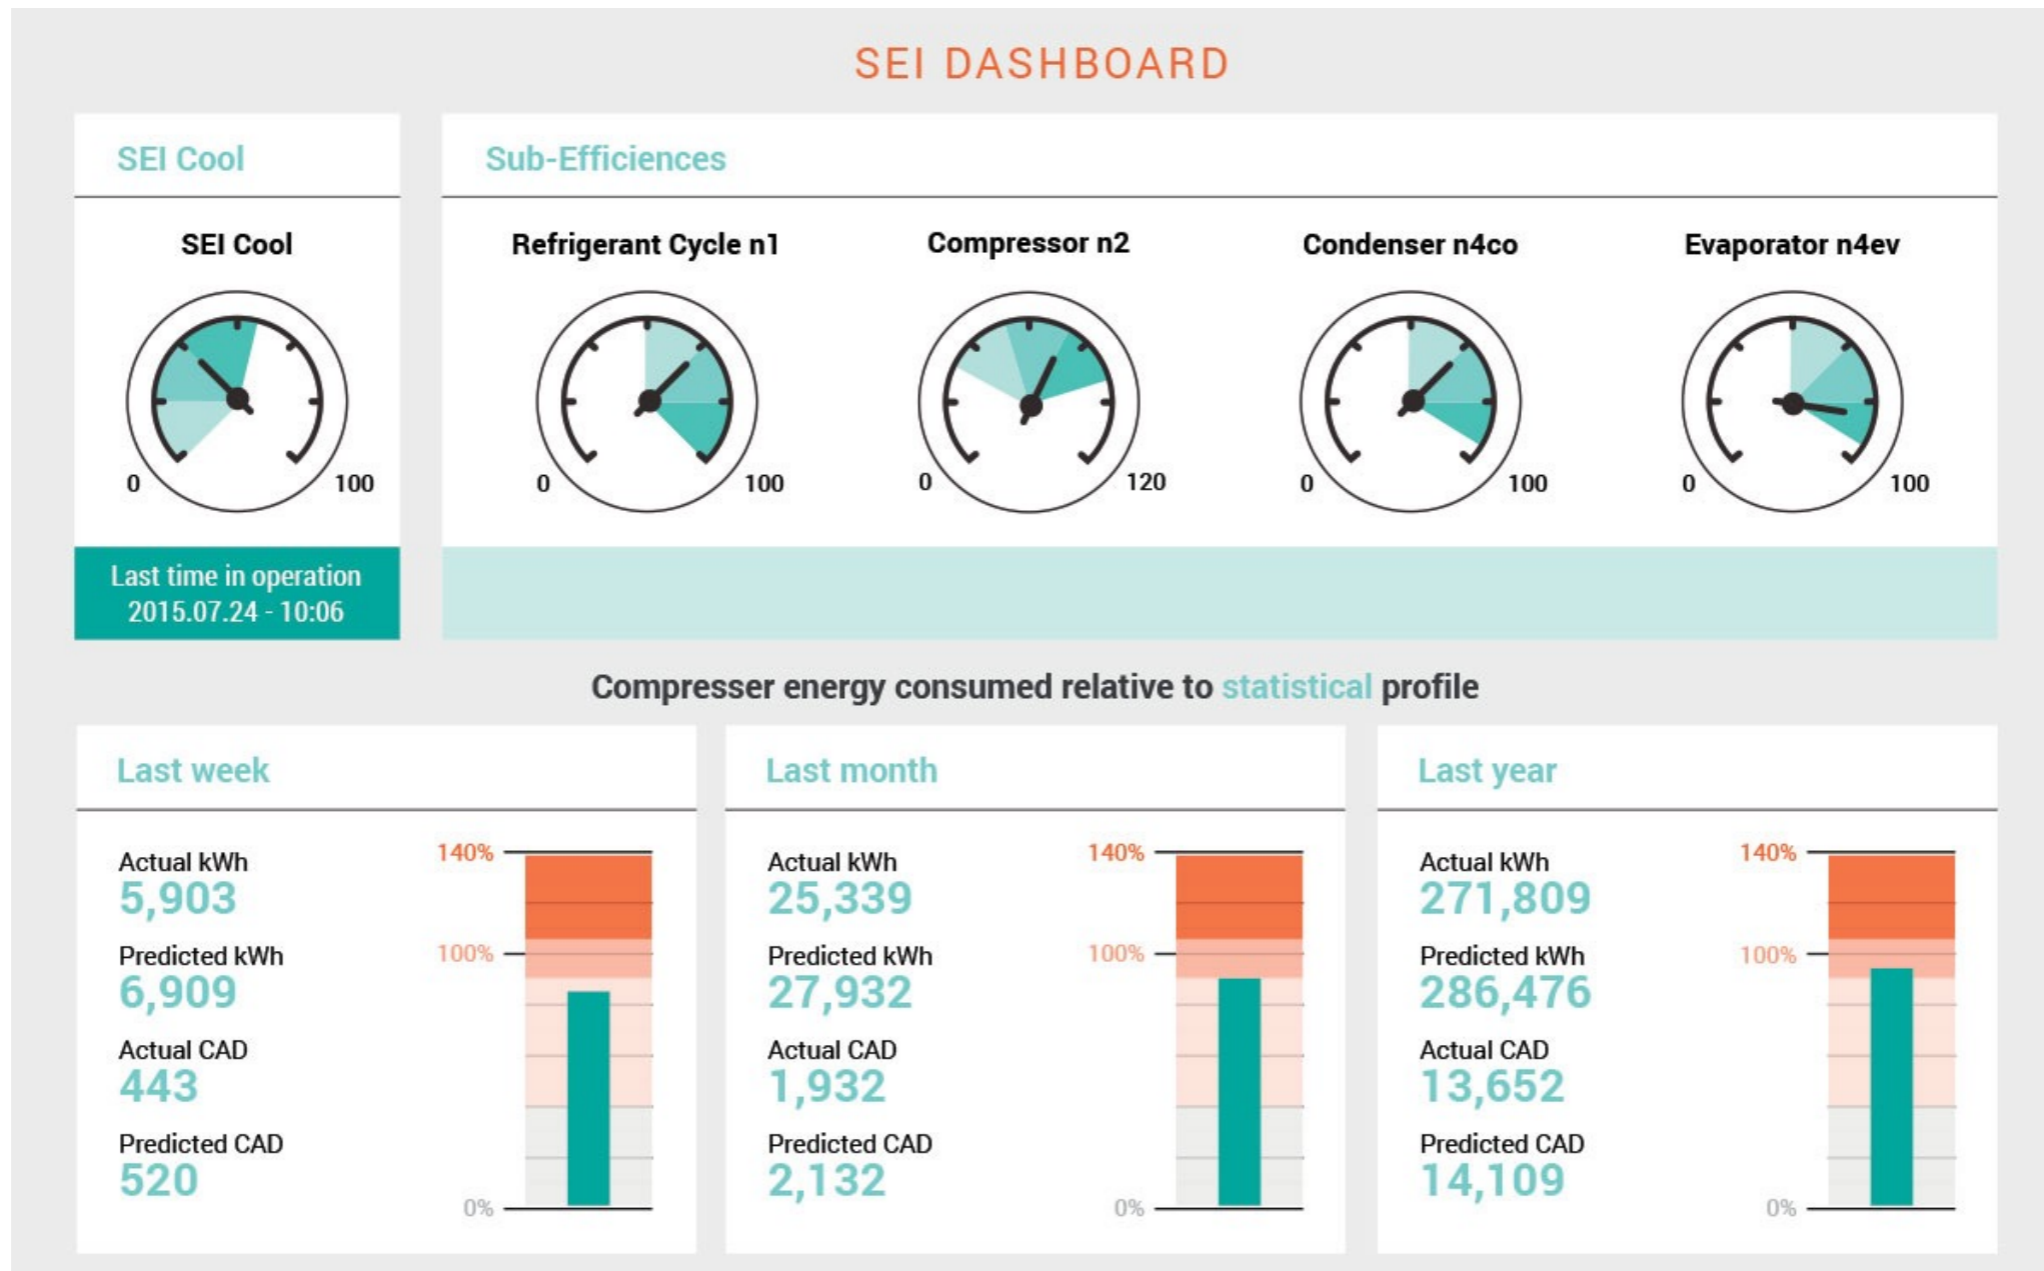 SEI DASHBOARD
SEI Cool
Sub-Efficiences
SEI Cool
Refrigerant Cycle n1
Compressor n2
Condenser n4co
Evaporator n4ev
0
100
0
100
0
120
0
100
0
100
Last time in operation
2015.07.24 - 10:06
Compresser energy consumed relative to statistical profile
Last week
Actual kWh
5,903
Predicted kWh
6,909
Actual CAD
443
Predicted CAD
520
140%
100%
0%
Last month
Actual kWh
25,339
Predicted kWh
27,932
Actual CAD
1,932
Predicted CAD
2,132
140%
100%
0%
Last year
Actual kWh
271,809
Predicted kWh
286,476
Actual CAD
13,652
Predicted CAD
14,109
140%
100%
0%